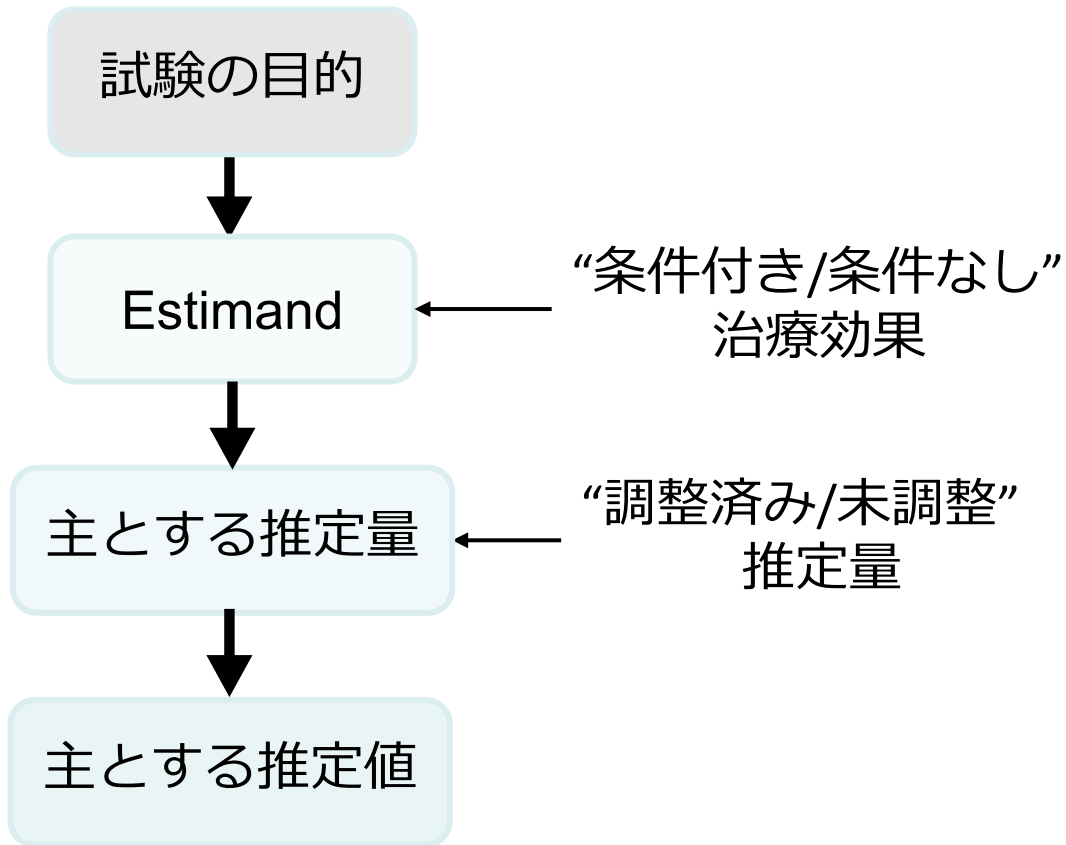 試験の目的
Estimand
“条件付き/条件なし”
治療効果
主とする推定量
“調整済み/未調整”
推定量
主とする推定値